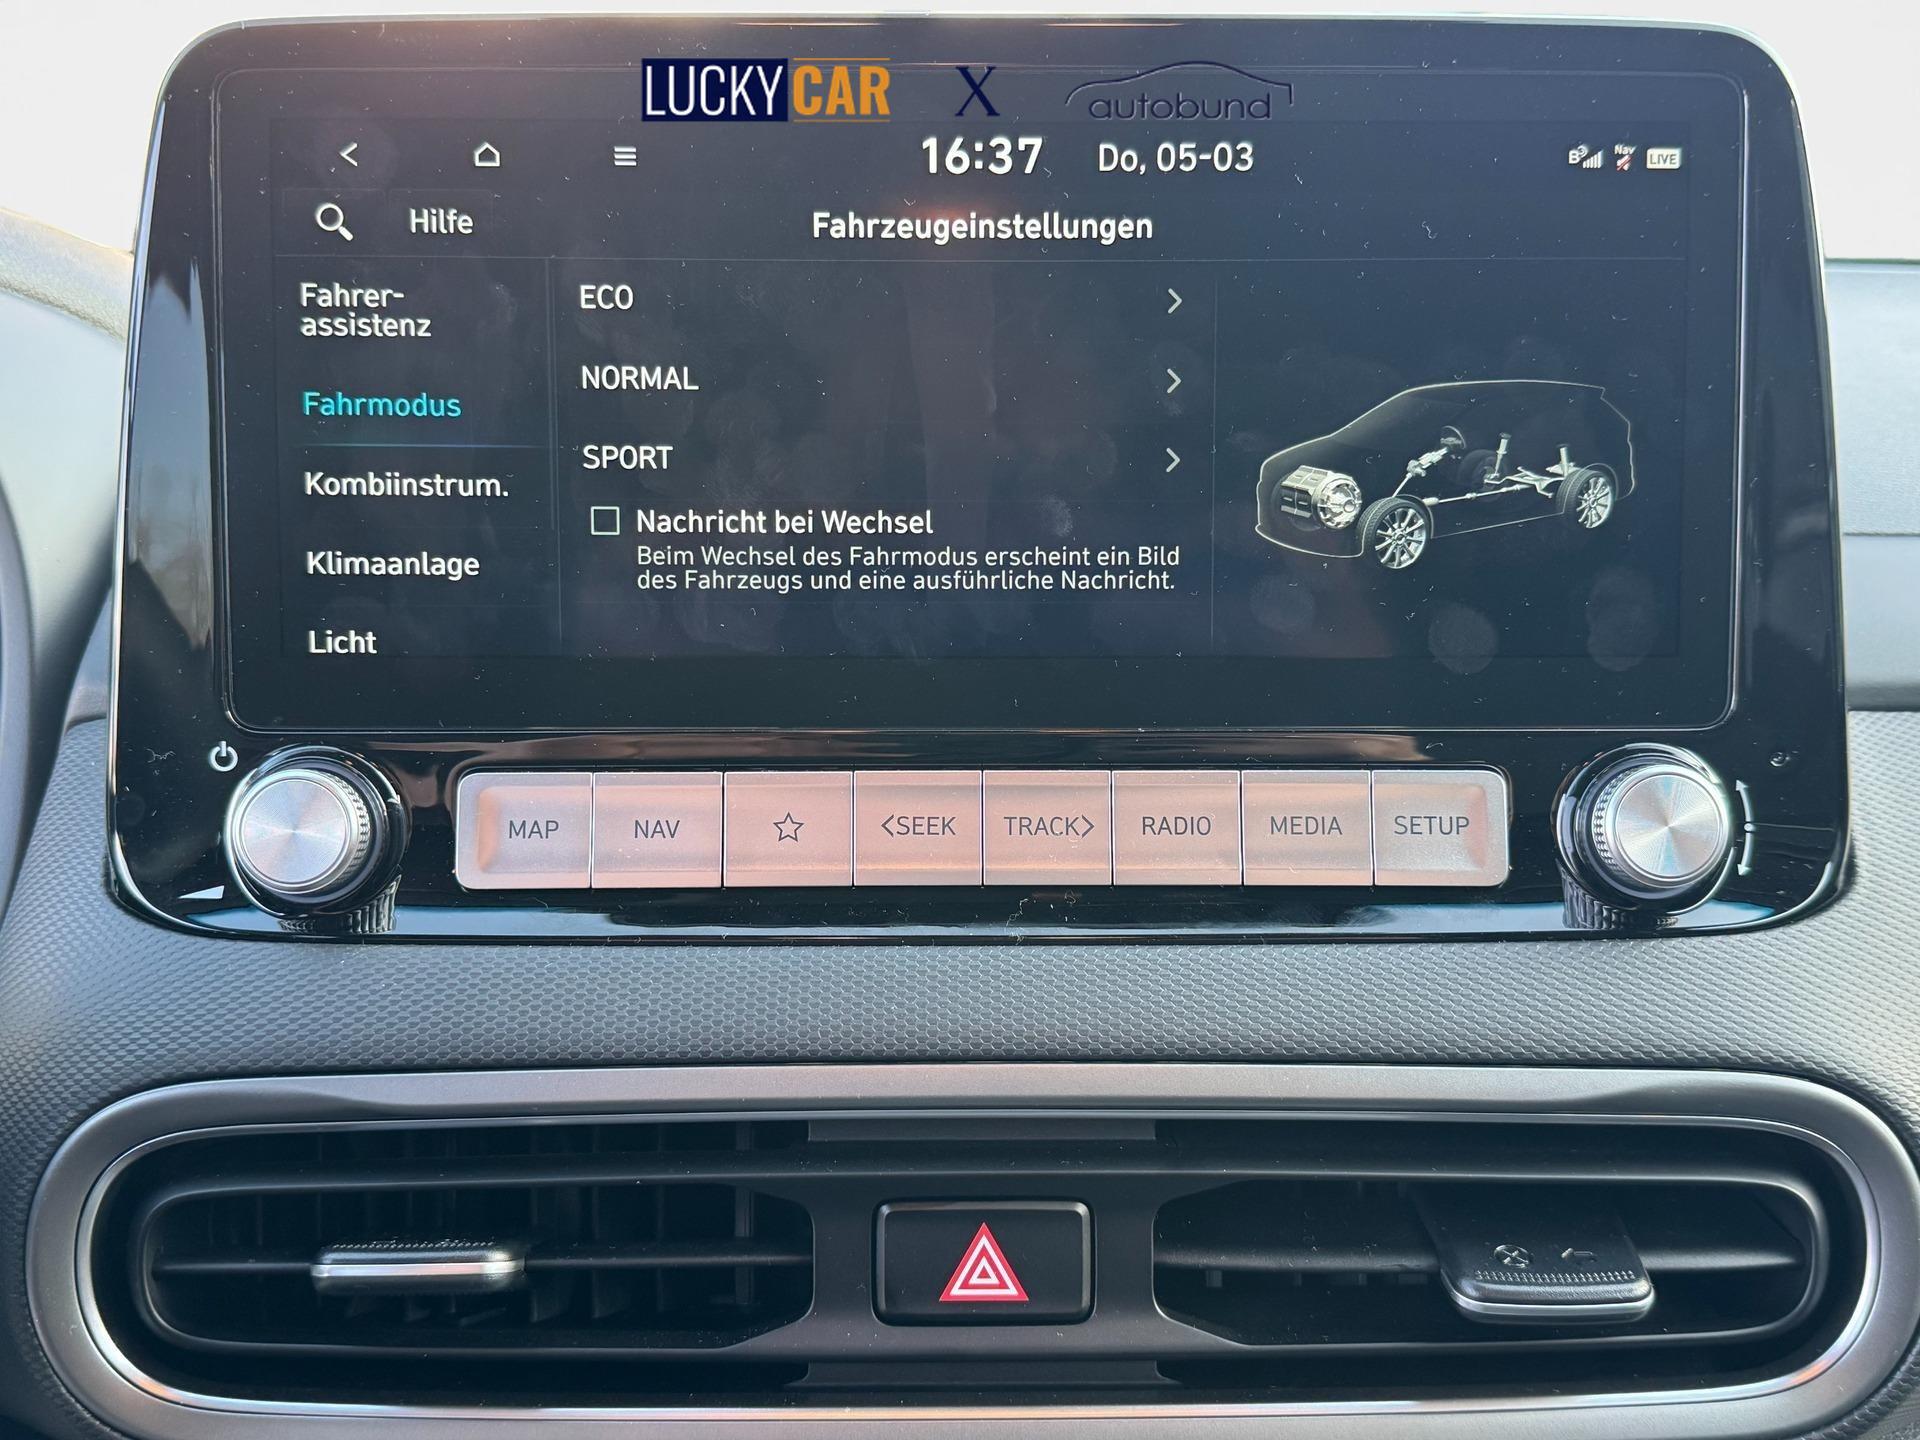 LUCKYCAR X autobund
16:37 Do, 05-03 Nav LIVE
Hilfe Fahrzeugeinstellungen
Fahrer-
assistenz
Fahrmodus
Kombiinstrum.
Klimaanlage
Licht
ECO
NORMAL
SPORT
Nachricht bei Wechsel
Beim Wechsel des Fahrmodus erscheint ein Bild
des Fahrzeugs und eine ausführliche Nachricht.
MAP NAV <SEEK TRACK> RADIO MEDIA SETUP